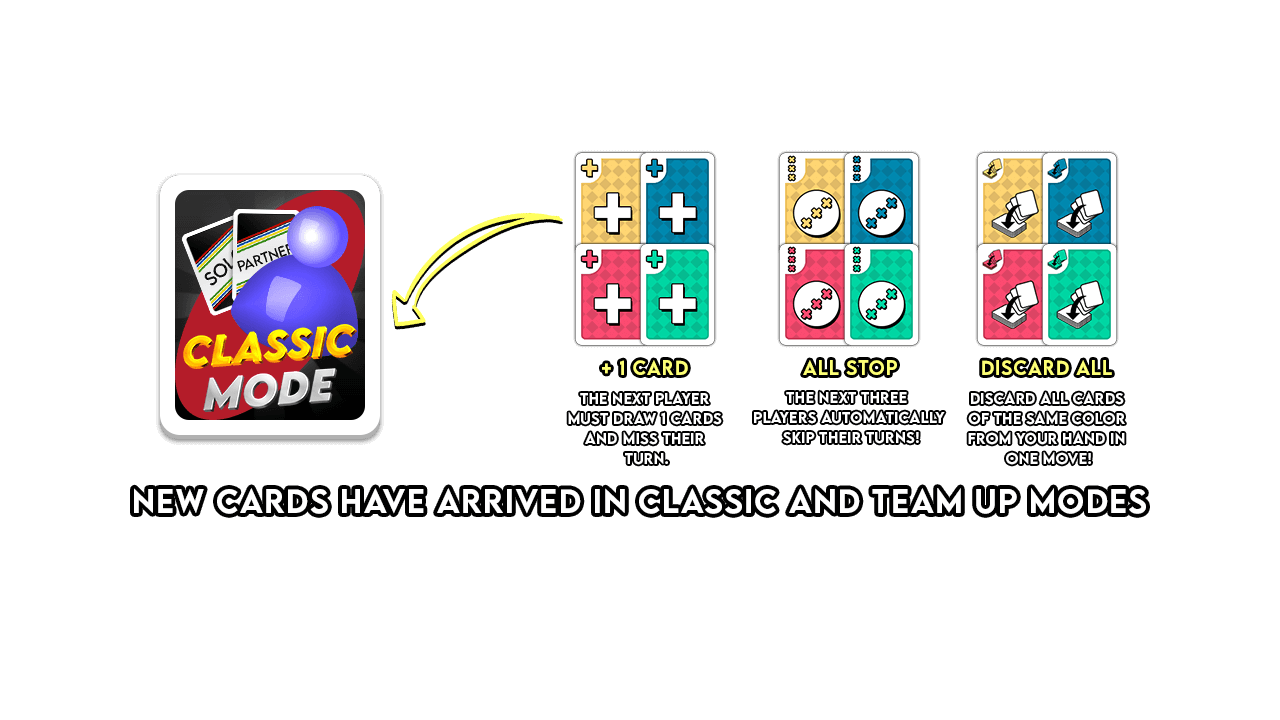 SOL
PARTNER
CLASSIC
MODE
+ 1 CARD
THE NEXT PLAYER
MUST DRAW 1 CARDS
AND MISS THEIR
TURN.
ALL STOP
THE NEXT THREE
PLAYERS AUTOMATICALLY
SKIP THEIR TURNS!
DISCARD ALL
DISCARD ALL CARDS
OF THE SAME COLOR
FROM YOUR HAND IN
ONE MOVE!
NEW CARDS HAVE ARRIVED IN CLASSIC AND TEAM UP MODES